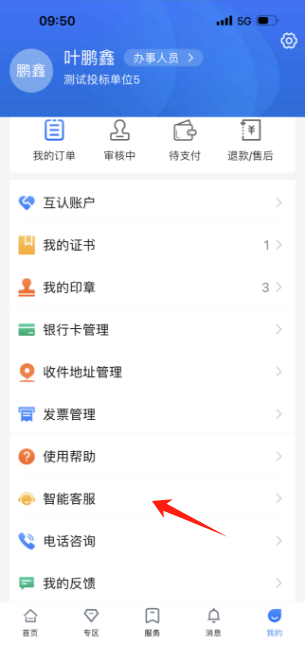 09:50
5G
鹏鑫
叶鹏鑫
办事人员
测试投标单位5
我的订单
审核中
待支付
退款/售后
互认账户
我的证书
1
我的印章
3
银行卡管理
收件地址管理
发票管理
使用帮助
智能客服
电话咨询
我的反馈
首页
专区
服务
消息
我的